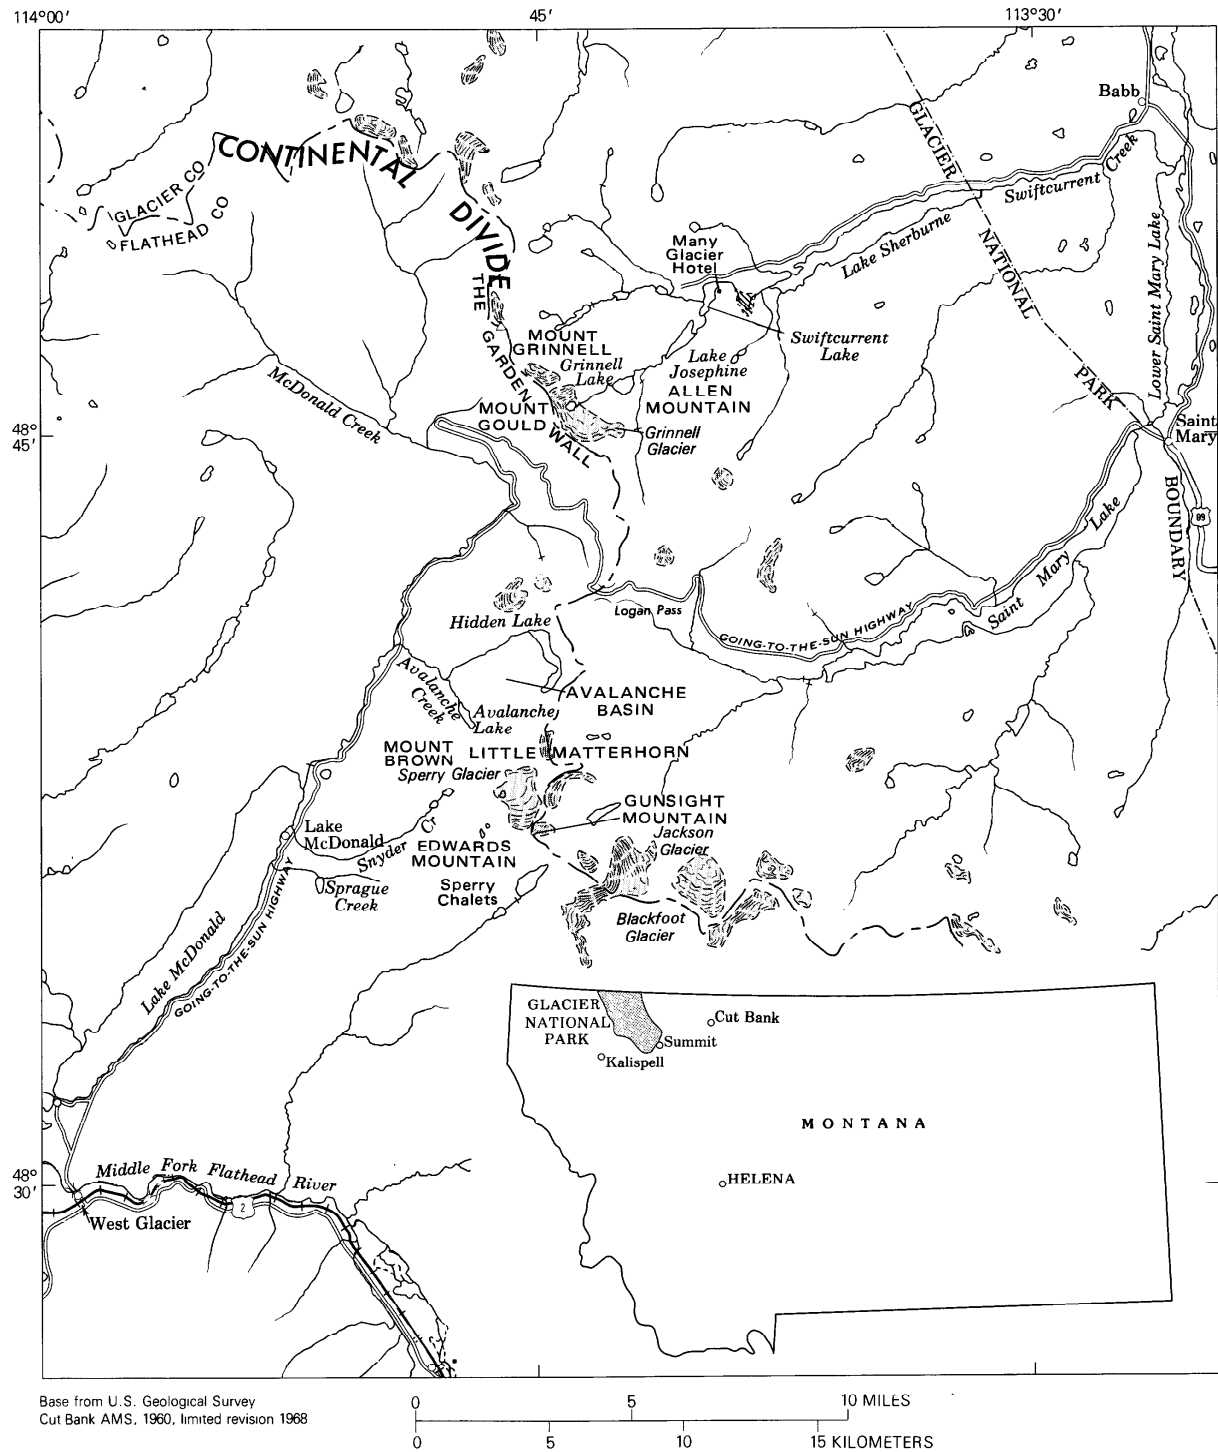 114°00′
45′
113°30′
Babb
CONTINENTAL
GLACIER CO
FLATHEAD CO
DIVIDE
GLACIER
NATIONAL
PARK
BOUNDARY
Swiftcurrent Creek
Lake Sherburne
Lower Saint Mary Lake
Many
Glacier
Hotel
THE
GARDEN
WALL
MOUNT
GRINNELL
Grinnell
Lake
Swiftcurrent
Lake
Lake
Josephine
ALLEN
MOUNTAIN
McDonald Creek
MOUNT
GOULD
Grinnell
Glacier
48°
45′
Saint
Mary
89
Saint Mary Lake
Logan Pass
GOING-TO-THE-SUN HIGHWAY
Hidden Lake
Avalanche
Creek
AVALANCHE
BASIN
Avalanche
Lake
MOUNT
BROWN
LITTLE MATTERHORN
Sperry Glacier
GUNSIGHT
MOUNTAIN
Jackson
Glacier
Lake
McDonald
Snyder Cr
EDWARDS
MOUNTAIN
Sprague
Creek
Sperry
Chalets
Blackfoot
Glacier
Lake McDonald
GOING-TO-THE-SUN HIGHWAY
GLACIER
NATIONAL
PARK
Cut Bank
Summit
Kalispell
MONTANA
HELENA
48°
30′
Middle Fork Flathead River
2
West Glacier
Base from U.S. Geological Survey
Cut Bank AMS, 1960, limited revision 1968
0 5 10 MILES
0 5 10 15 KILOMETERS